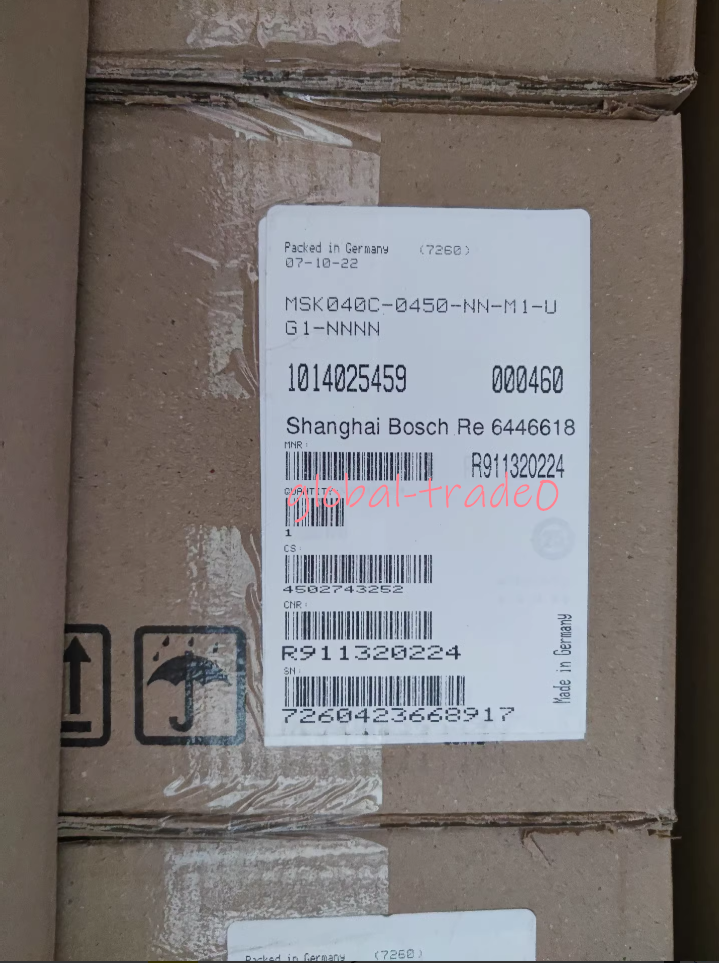 Packed in Germany (7260)
07-10-22
MSK040C-0450-NN-M1-U
G1-NNNN
1014025459 000460
Shanghai Bosch Re 6446618
MNR:
R911320224
QUANTITY
global-trade0
1
CS:
4502743252
CNR:
R911320224
SN:
7260423668917
Made in Germany
Packed in Germany (7260)